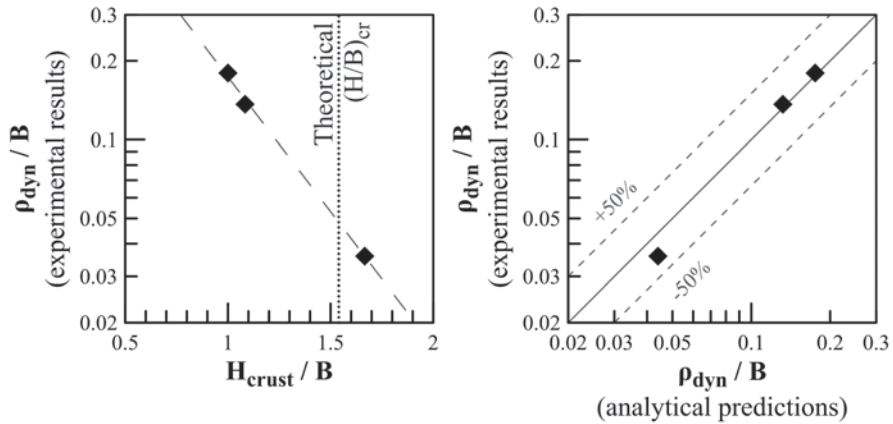 0.3
0.2
0.1
0.05
0.03
0.02
ρdyn / B
(experimental results)
Theoretical
(H/B)cr
0.5
1
1.5
2
Hcrust / B
0.3
0.2
0.1
0.05
0.03
0.02
ρdyn / B
(experimental results)
+50%
-50%
0.02 0.03 0.05 0.1 0.2 0.3
ρdyn / B
(analytical predictions)